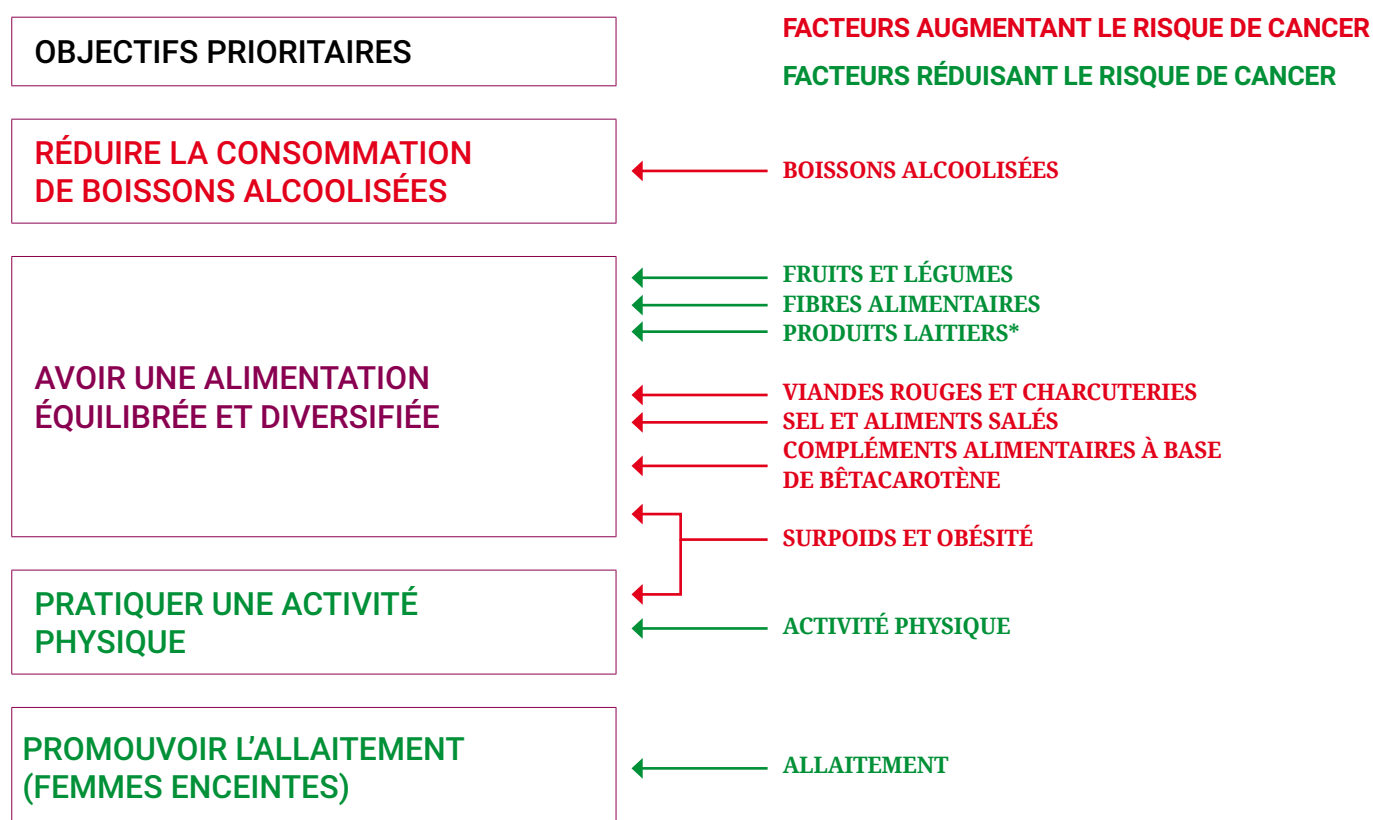 OBJECTIFS PRIORITAIRES
FACTEURS AUGMENTANT LE RISQUE DE CANCER
FACTEURS RÉDUISANT LE RISQUE DE CANCER
RÉDUIRE LA CONSOMMATION
DE BOISSONS ALCOOLISÉES
BOISSONS ALCOOLISÉES
AVOIR UNE ALIMENTATION
ÉQUILIBRÉE ET DIVERSIFIÉE
FRUITS ET LÉGUMES
FIBRES ALIMENTAIRES
PRODUITS LAITIERS*
VIANDES ROUGES ET CHARCUTERIES
SEL ET ALIMENTS SALÉS
COMPLÉMENTS ALIMENTAIRES À BASE
DE BÊTACAROTÈNE
SURPOIDS ET OBÉSITÉ
PRATIQUER UNE ACTIVITÉ
PHYSIQUE
ACTIVITÉ PHYSIQUE
PROMOUVOIR L'ALLAITEMENT
(FEMMES ENCEINTES)
ALLAITEMENT